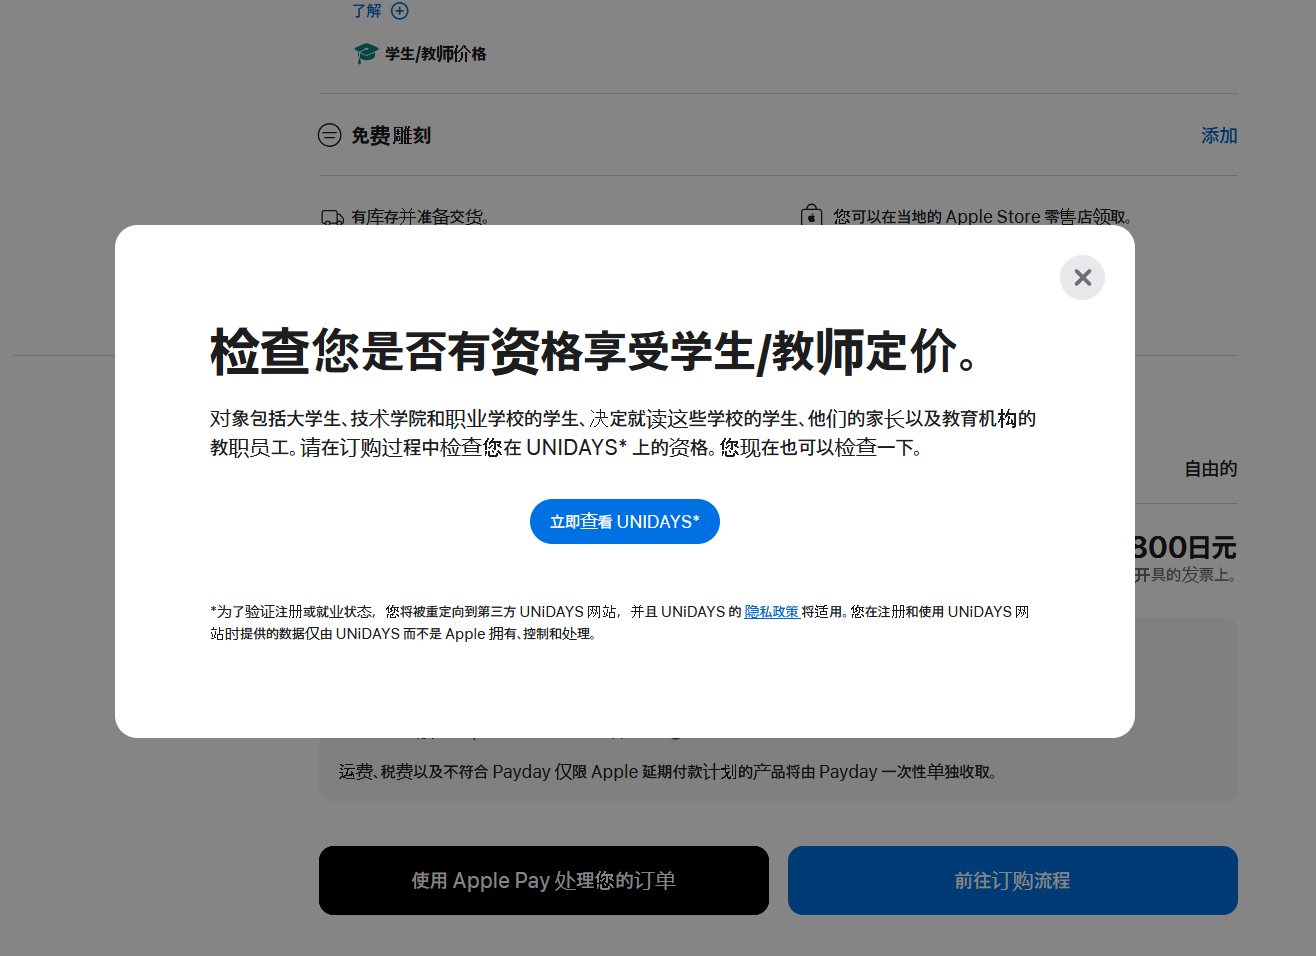 了解
学生/教师价格
免费雕刻
添加
有库存并准备交货。
您可以在当地的 Apple Store 零售店领取。
检查您是否有资格享受学生/教师定价。
对象包括大学生、技术学院和职业学校的学生、决定就读这些学校的学生、他们的家长以及教育机构的
教职员工。请在订购过程中检查您在 UNIDAYS* 上的资格。您现在也可以检查一下。
自由的
立即查看 UNIDAYS*
800日元
开具的发票上。
*为了验证注册或就业状态，您将被重定向到第三方 UNiDAYS 网站，并且 UNiDAYS 的 隐私政策 将适用。您在注册和使用 UNiDAYS 网
站时提供的数据仅由 UNiDAYS 而不是 Apple 拥有、控制和处理。
运费、税费以及不符合 Payday 仅限 Apple 延期付款计划的产品将由 Payday 一次性单独收取。
使用 Apple Pay 处理您的订单
前往订购流程